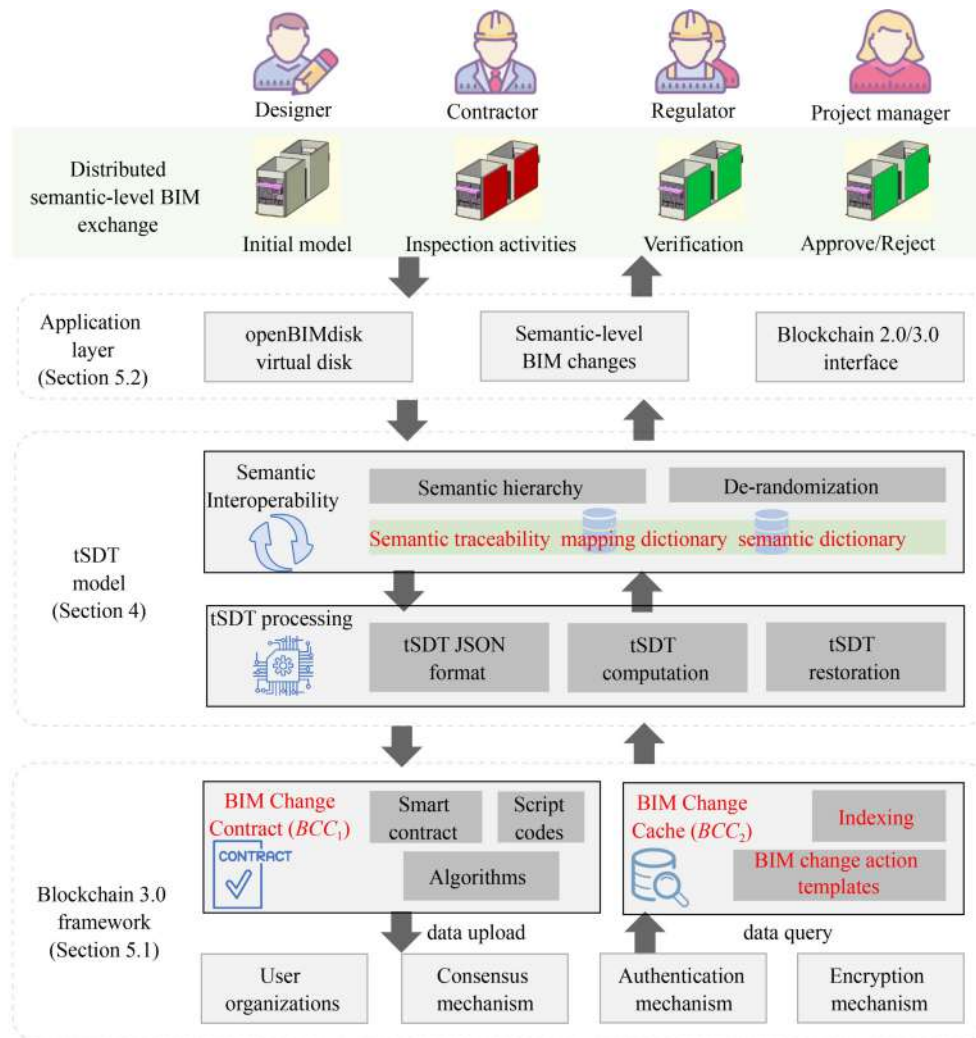 Designer
Contractor
Regulator
Project manager
Distributed
semantic-level BIM
exchange
Initial model
Inspection activities
Verification
Approve/Reject
Application
layer
(Section 5.2)
openBIMdisk
virtual disk
Semantic-level
BIM changes
Blockchain 2.0/3.0
interface
tSDT
model
(Section 4)
Semantic
Interoperability
Semantic hierarchy
De-randomization
Semantic traceability mapping dictionary semantic dictionary
tSDT processing
tSDT JSON
format
tSDT
computation
tSDT
restoration
Blockchain 3.0
framework
(Section 5.1)
BIM Change
Contract (BCC₁)
CONTRACT
Smart
contract
Script
codes
Algorithms
BIM Change
Cache (BCC₂)
Indexing
BIM change action
templates
data upload
data query
User
organizations
Consensus
mechanism
Authentication
mechanism
Encryption
mechanism